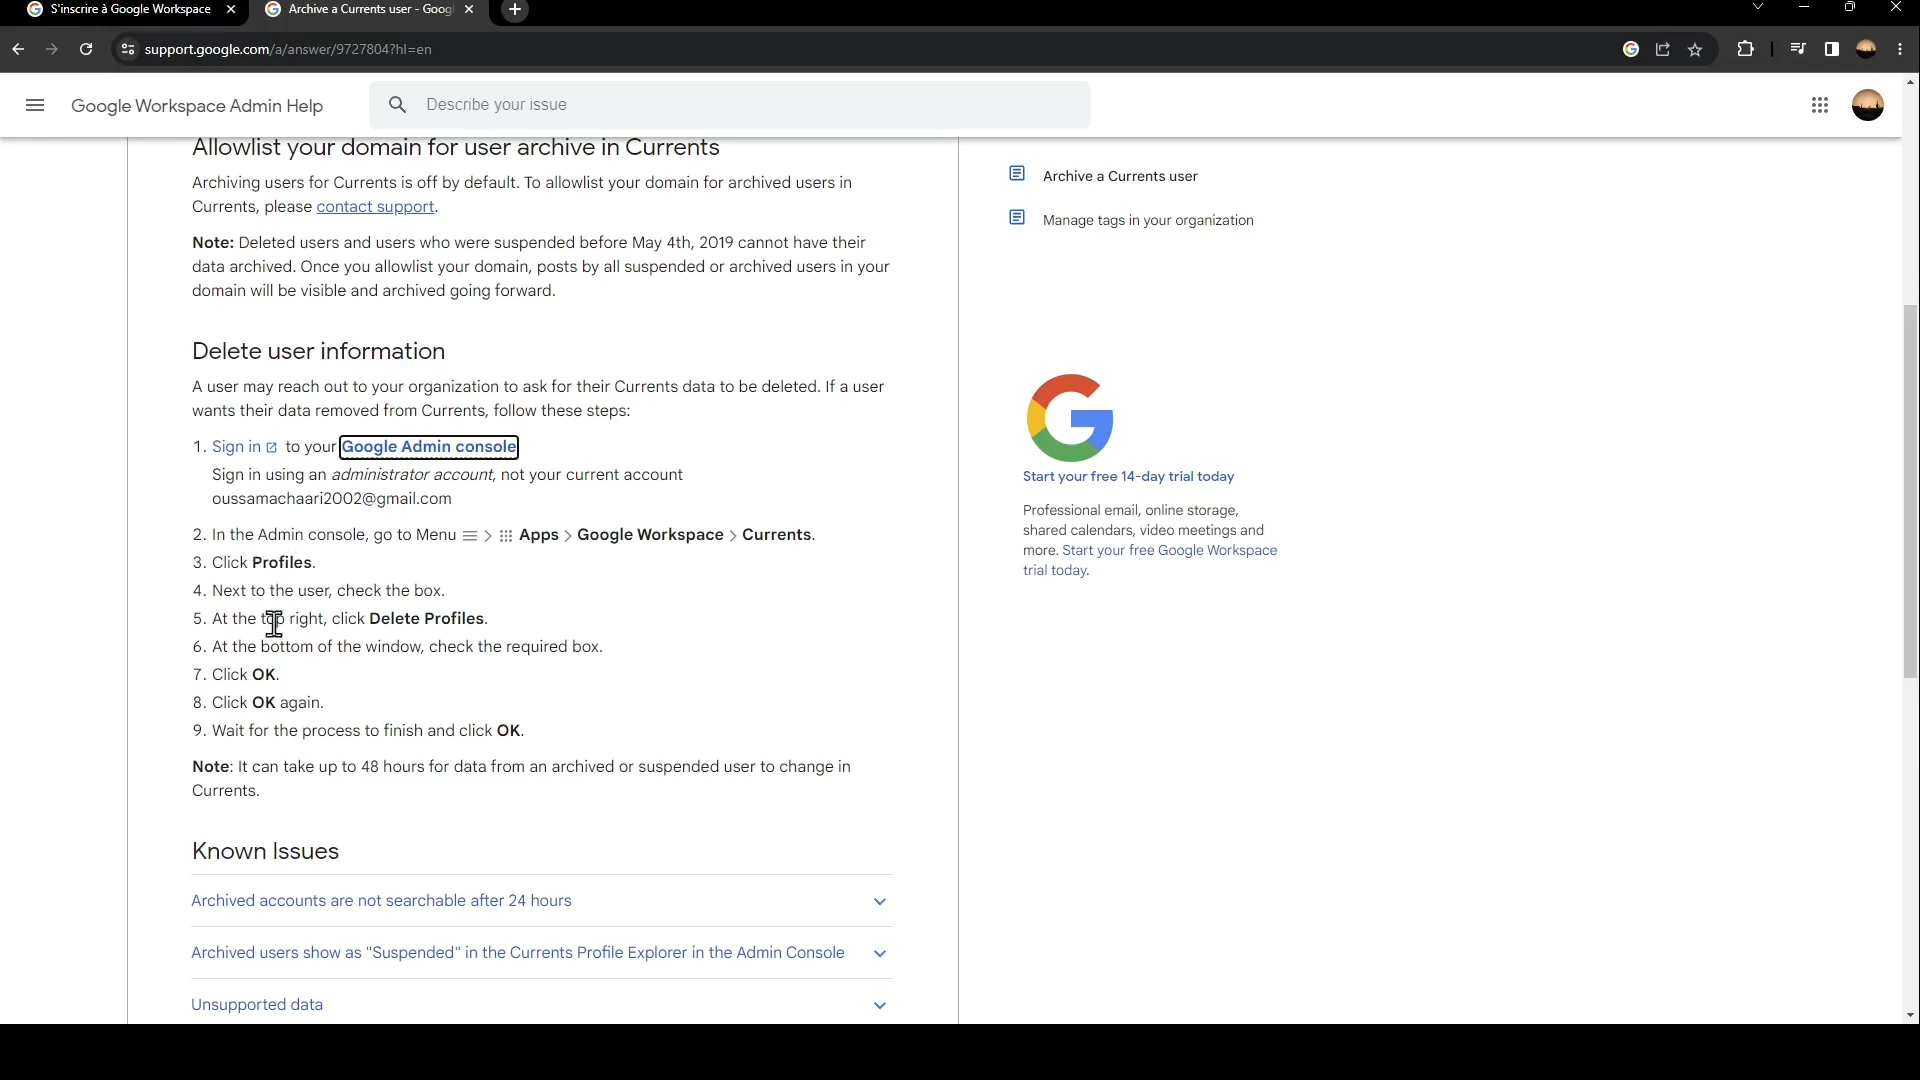 S'inscrire à Google Workspace
Archive a Currents user - Goog
support.google.com/a/answer/9727804?hl=en
Google Workspace Admin Help
Describe your issue
Allowlist your domain for user archive in Currents
Archiving users for Currents is off by default. To allowlist your domain for archived users in
Currents, please contact support.
Note: Deleted users and users who were suspended before May 4th, 2019 cannot have their
data archived. Once you allowlist your domain, posts by all suspended or archived users in your
domain will be visible and archived going forward.
Delete user information
A user may reach out to your organization to ask for their Currents data to be deleted. If a user
wants their data removed from Currents, follow these steps:
1. Sign in to your Google Admin console
Sign in using an administrator account, not your current account
oussamachaari2002@gmail.com
2. In the Admin console, go to Menu > Apps > Google Workspace > Currents.
3. Click Profiles.
4. Next to the user, check the box.
5. At the top right, click Delete Profiles.
6. At the bottom of the window, check the required box.
7. Click OK.
8. Click OK again.
9. Wait for the process to finish and click OK.
Note: It can take up to 48 hours for data from an archived or suspended user to change in
Currents.
Known Issues
Archived accounts are not searchable after 24 hours
Archived users show as "Suspended" in the Currents Profile Explorer in the Admin Console
Unsupported data
Archive a Currents user
Manage tags in your organization
Start your free 14-day trial today
Professional email, online storage,
shared calendars, video meetings and
more. Start your free Google Workspace
trial today.